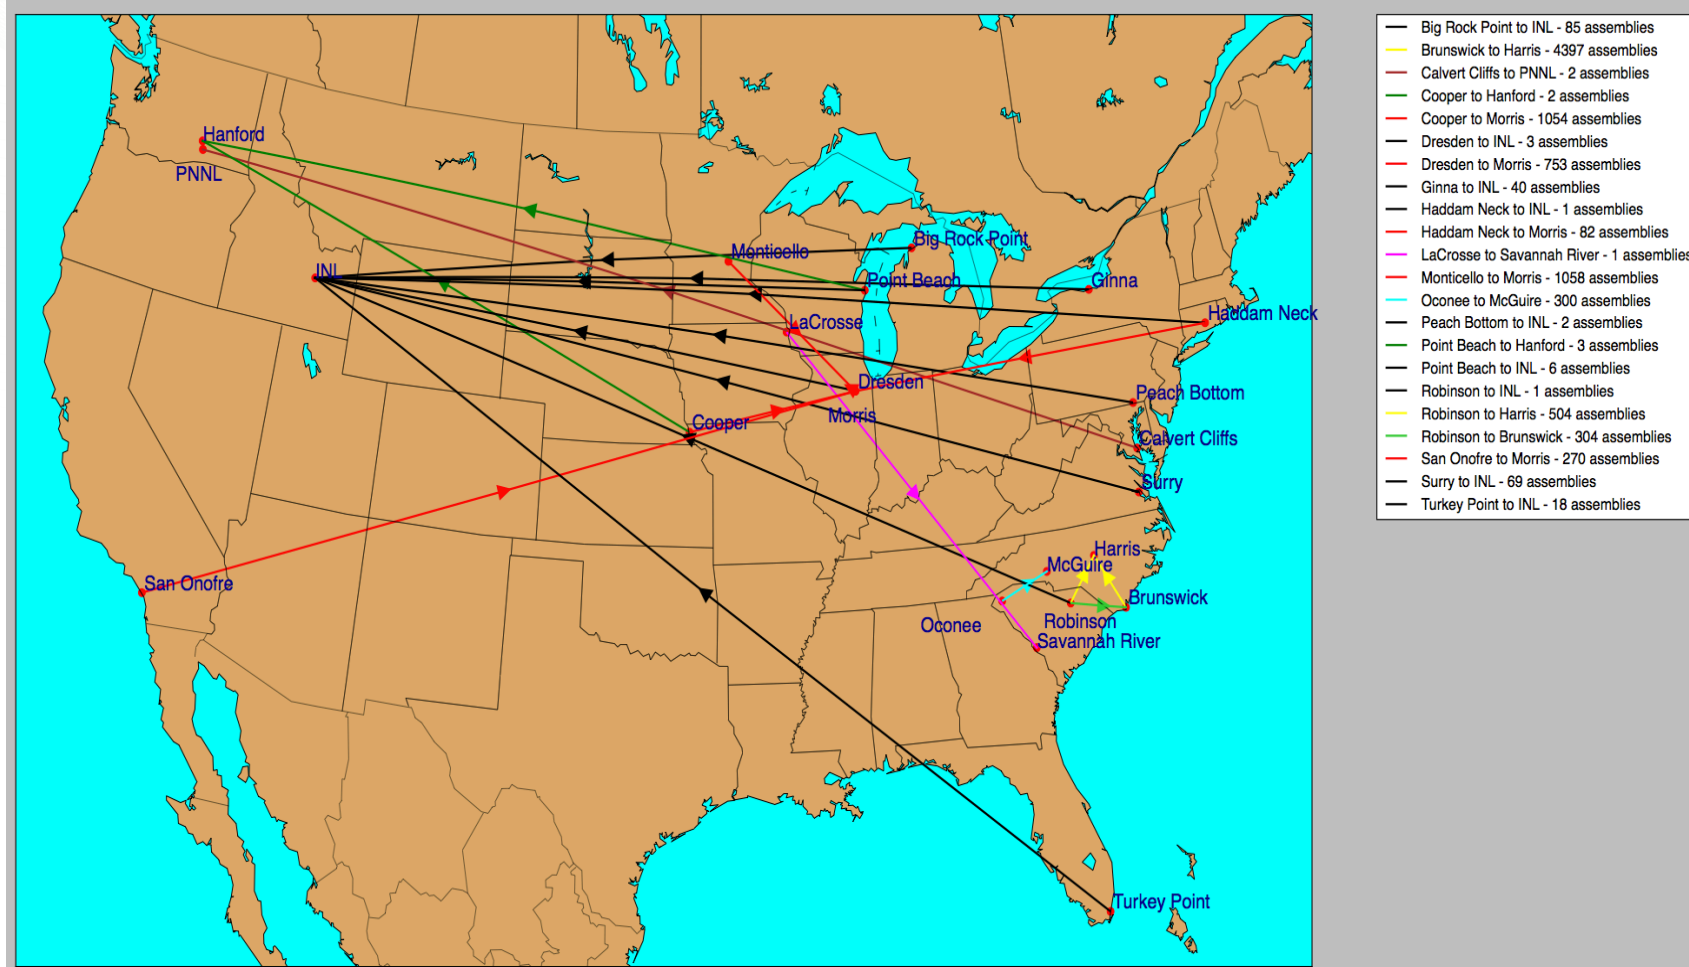 Hanford
PNNL
INL
Monticello
Big Rock Point
Point Beach
Ginna
LaCrosse
Haddam Neck
Dresden
Morris
Peach Bottom
Cooper
Calvert Cliffs
Surry
San Onofre
Harris
McGuire
Brunswick
Oconee
Robinson
Savannah River
Turkey Point
Big Rock Point to INL - 85 assemblies
Brunswick to Harris - 4397 assemblies
Calvert Cliffs to PNNL - 2 assemblies
Cooper to Hanford - 2 assemblies
Cooper to Morris - 1054 assemblies
Dresden to INL - 3 assemblies
Dresden to Morris - 753 assemblies
Ginna to INL - 40 assemblies
Haddam Neck to INL - 1 assemblies
Haddam Neck to Morris - 82 assemblies
LaCrosse to Savannah River - 1 assemblies
Monticello to Morris - 1058 assemblies
Oconee to McGuire - 300 assemblies
Peach Bottom to INL - 2 assemblies
Point Beach to Hanford - 3 assemblies
Point Beach to INL - 6 assemblies
Robinson to INL - 1 assemblies
Robinson to Harris - 504 assemblies
Robinson to Brunswick - 304 assemblies
San Onofre to Morris - 270 assemblies
Surry to INL - 69 assemblies
Turkey Point to INL - 18 assemblies